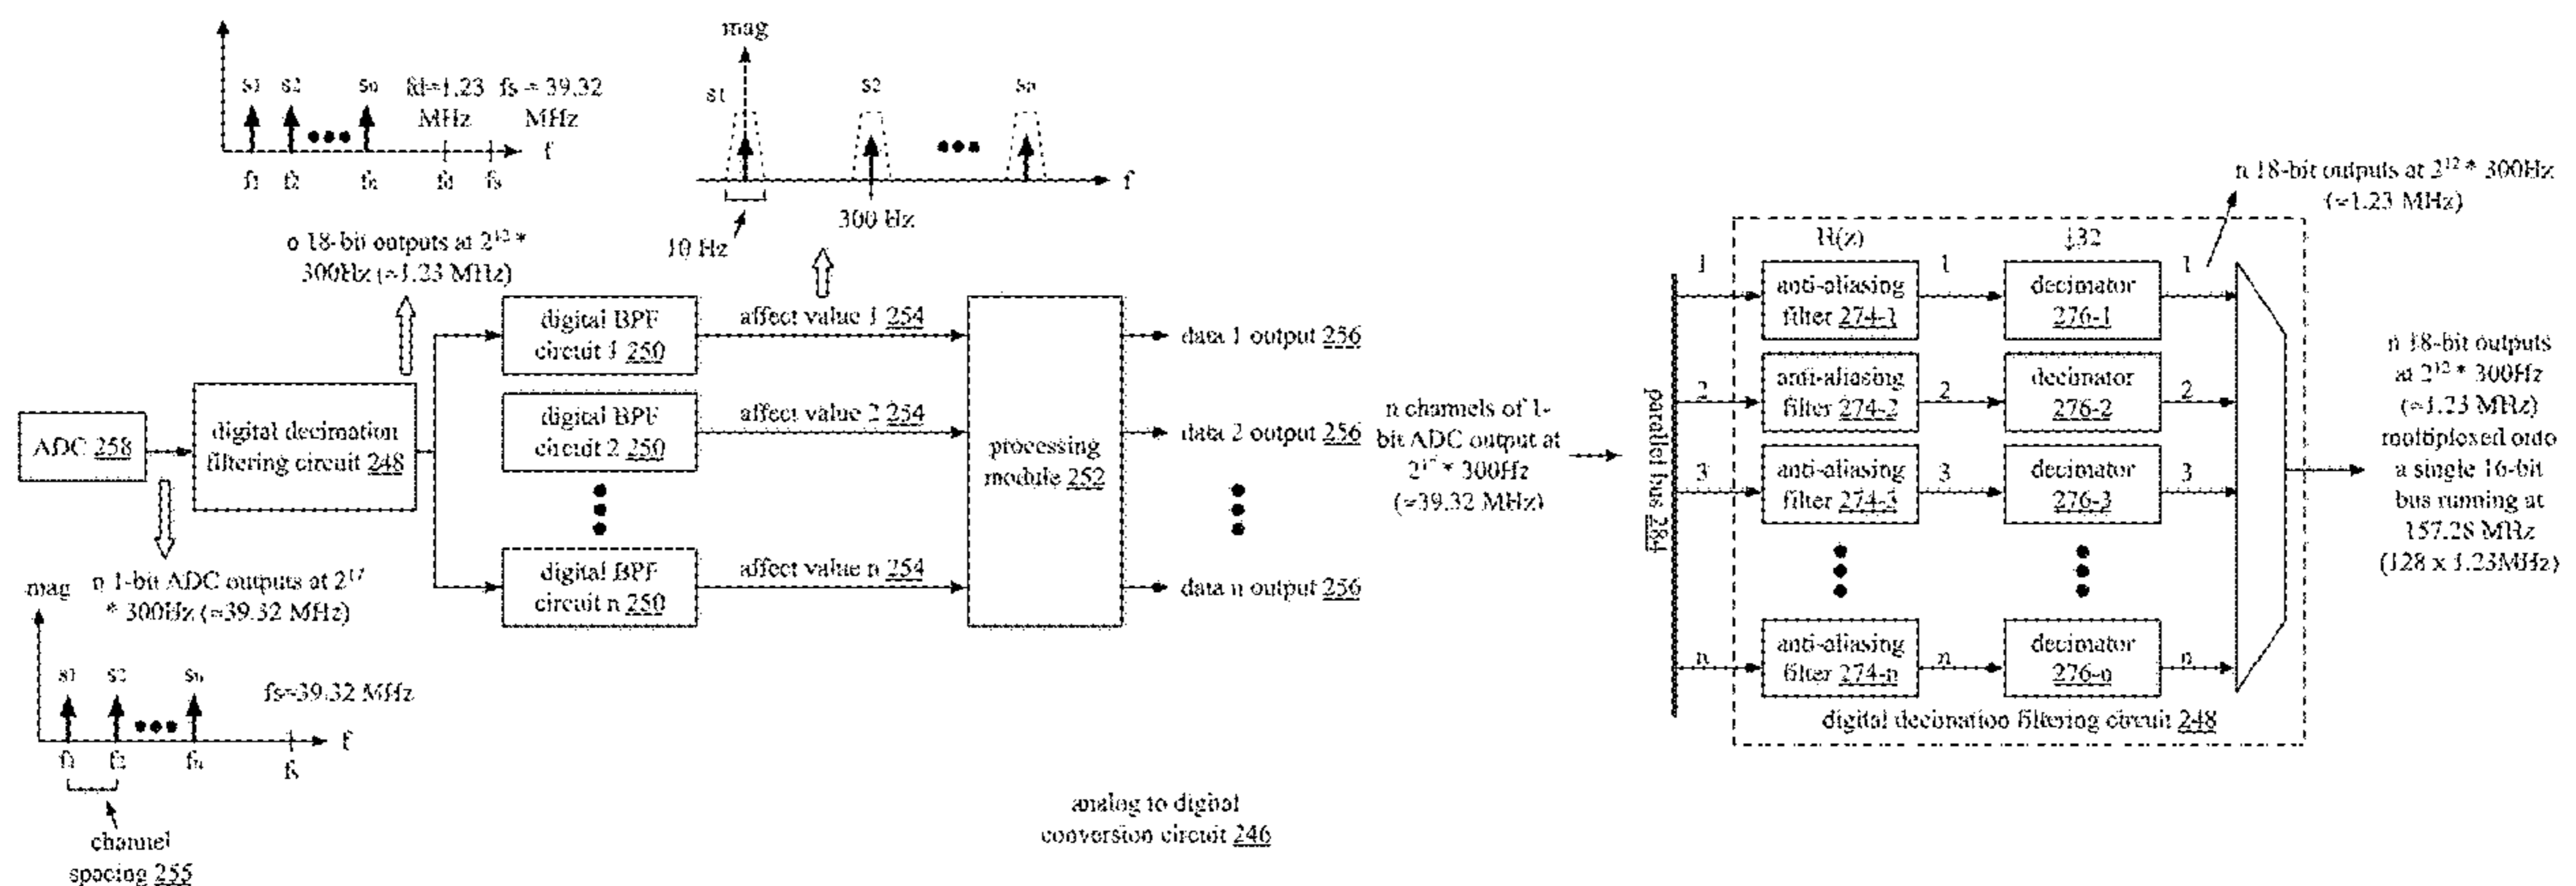 s1 s2 sn fd=1.23 MHz fs = 39.32 MHz
f
f1 f2 fn fd fs
mag
s1 s2 sn
f
10 Hz
300 Hz
n 18-bit outputs at 2^12 *
300Hz (≈1.23 MHz)
ADC 258
digital decimation
filtering circuit 248
n 1-bit ADC outputs at 2^17
* 300Hz (≈39.32 MHz)
mag
s1 s2 sn
fs=39.32 MHz
f
f1 f2 fn fs
channel
spacing 255
digital BPF
circuit 1 250
digital BPF
circuit 2 250
digital BPF
circuit n 250
affect value 1 254
affect value 2 254
affect value n 254
processing
module 252
data 1 output 256
data 2 output 256
data n output 256
analog to digital
conversion circuit 246
n channels of 1-
bit ADC output at
2^17 * 300Hz
(≈39.32 MHz)
parallel bus 284
H(z)
↓32
1 1 1
anti-aliasing
filter 274-1
decimator
276-1
2 2 2
anti-aliasing
filter 274-2
decimator
276-2
3 3 3
anti-aliasing
filter 274-3
decimator
276-3
n n n
anti-aliasing
filter 274-n
decimator
276-n
digital decimation filtering circuit 248
n 18-bit outputs at 2^12 * 300Hz
(≈1.23 MHz)
n 18-bit outputs
at 2^12 * 300Hz
(≈1.23 MHz)
multiplexed onto
a single 16-bit
bus running at
157.28 MHz
(128 x 1.23MHz)